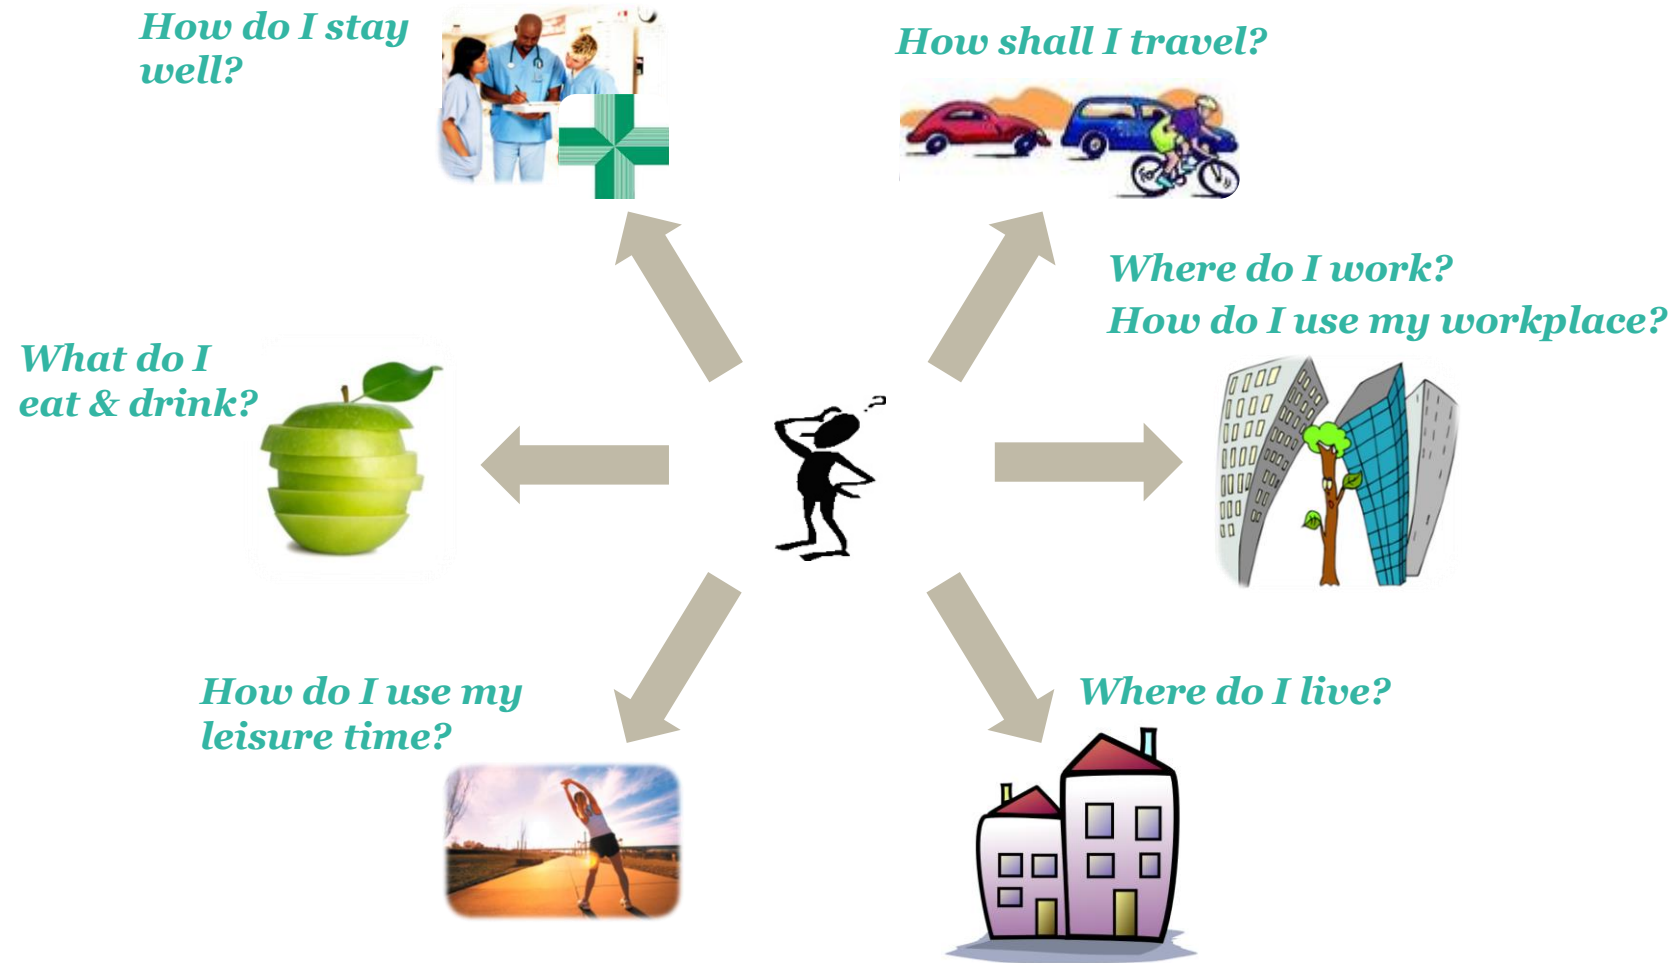 How do I stay
well?
How shall I travel?
Where do I work?
How do I use my workplace?
What do I
eat & drink?
?
How do I use my
leisure time?
Where do I live?